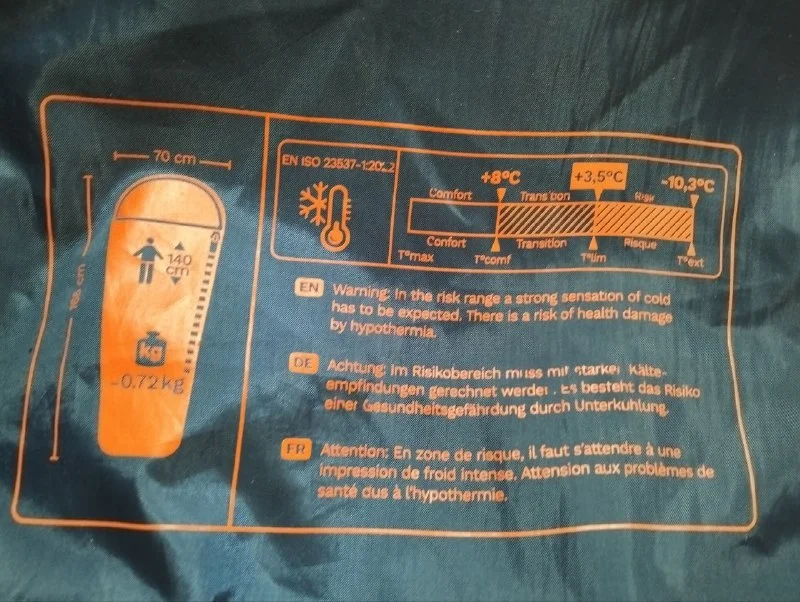 70 cm
cm
140
cm
kg
~0.72kg
EN ISO 23537-1:2022
+8°C
+3,5°C
-10,3°C
Comfort
Transition
Risk
Confort
Transition
Risque
T°max
T°comf
T°lim
T°ext
EN
Warning: In the risk range a strong sensation of cold
has to be expected. There is a risk of health damage
by hypothermia.
DE
Achtung: Im Risikobereich muss mit starken Kälte-
empfindungen gerechnet werden. Es besteht das Risiko
einer Gesundheitsgefährdung durch Unterkühlung.
FR
Attention: En zone de risque, il faut s'attendre à une
impression de froid intense. Attension aux problèmes de
santé dus à l'hypothermie.